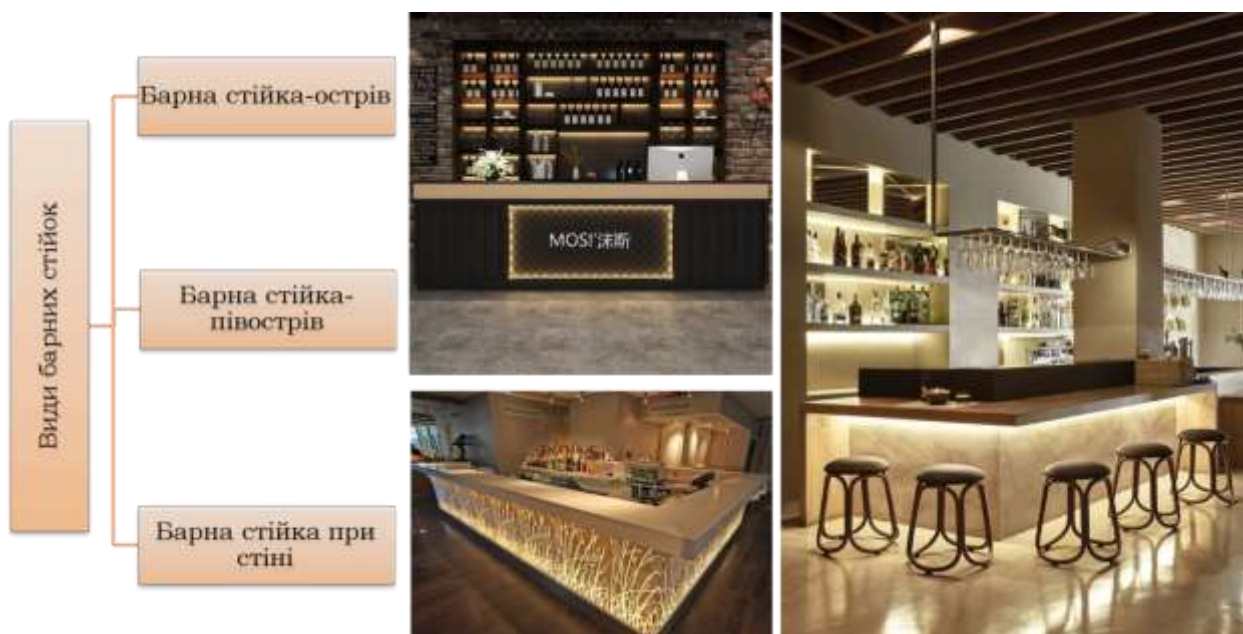 Види барних стійок
Барна стійка-острів
Барна стійка-
півострів
Барна стійка при
стіні
MOSI'沫斯